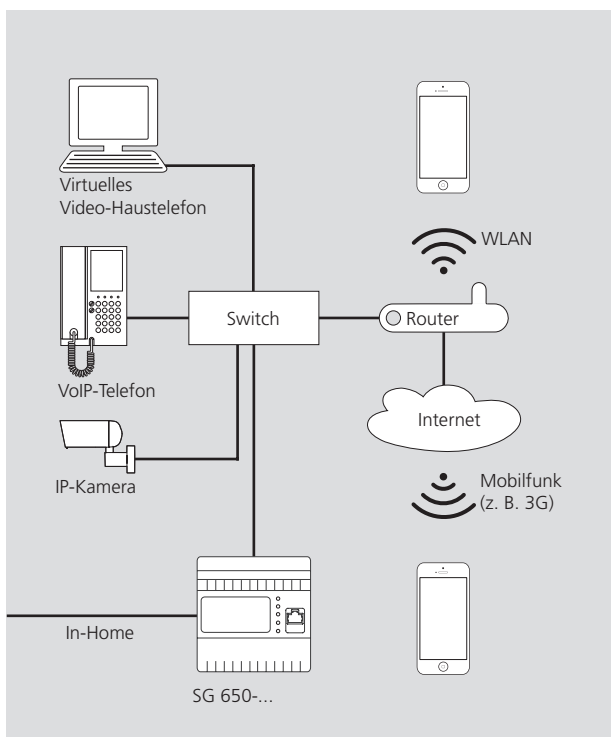 Virtuelles
Video-Haustelefon
WLAN
Switch
Router
VoIP-Telefon
Internet
IP-Kamera
Mobilfunk
(z. B. 3G)
In-Home
SG 650-...